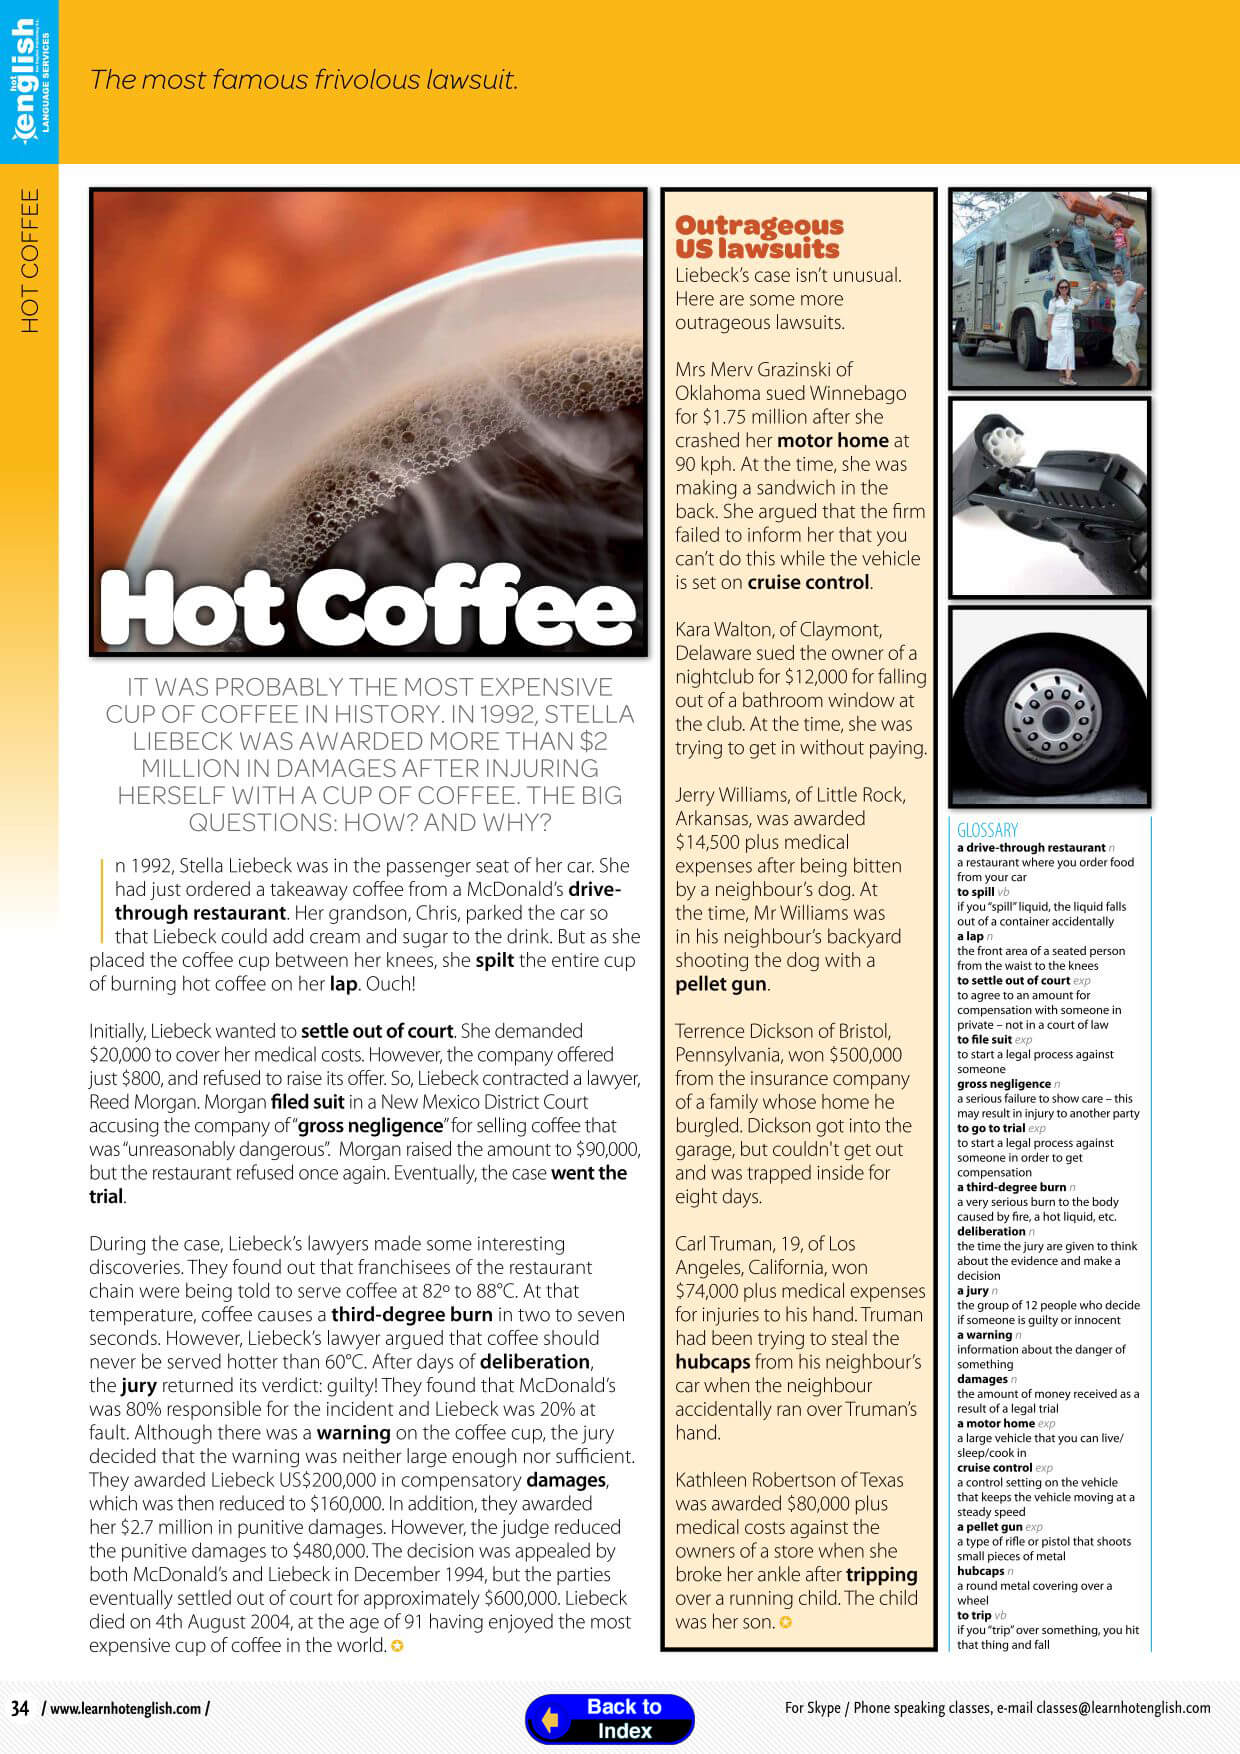 hot
english
LANGUAGE SERVICES
The most famous frivolous lawsuit.
HOT COFFEE
Hot Coffee
IT WAS PROBABLY THE MOST EXPENSIVE
CUP OF COFFEE IN HISTORY. IN 1992, STELLA
LIEBECK WAS AWARDED MORE THAN $2
MILLION IN DAMAGES AFTER INJURING
HERSELF WITH A CUP OF COFFEE. THE BIG
QUESTIONS: HOW? AND WHY?
In 1992, Stella Liebeck was in the passenger seat of her car. She
had just ordered a takeaway coffee from a McDonald's drive-
through restaurant. Her grandson, Chris, parked the car so
that Liebeck could add cream and sugar to the drink. But as she
placed the coffee cup between her knees, she spilt the entire cup
of burning hot coffee on her lap. Ouch!
Initially, Liebeck wanted to settle out of court. She demanded
$20,000 to cover her medical costs. However, the company offered
just $800, and refused to raise its offer. So, Liebeck contracted a lawyer,
Reed Morgan. Morgan filed suit in a New Mexico District Court
accusing the company of "gross negligence" for selling coffee that
was "unreasonably dangerous". Morgan raised the amount to $90,000,
but the restaurant refused once again. Eventually, the case went the
trial.
During the case, Liebeck's lawyers made some interesting
discoveries. They found out that franchisees of the restaurant
chain were being told to serve coffee at 82º to 88°C. At that
temperature, coffee causes a third-degree burn in two to seven
seconds. However, Liebeck's lawyer argued that coffee should
never be served hotter than 60°C. After days of deliberation,
the jury returned its verdict: guilty! They found that McDonald's
was 80% responsible for the incident and Liebeck was 20% at
fault. Although there was a warning on the coffee cup, the jury
decided that the warning was neither large enough nor sufficient.
They awarded Liebeck US$200,000 in compensatory damages,
which was then reduced to $160,000. In addition, they awarded
her $2.7 million in punitive damages. However, the judge reduced
the punitive damages to $480,000. The decision was appealed by
both McDonald's and Liebeck in December 1994, but the parties
eventually settled out of court for approximately $600,000. Liebeck
died on 4th August 2004, at the age of 91 having enjoyed the most
expensive cup of coffee in the world.
Outrageous
US lawsuits
Liebeck's case isn't unusual.
Here are some more
outrageous lawsuits.
Mrs Merv Grazinski of
Oklahoma sued Winnebago
for $1.75 million after she
crashed her motor home at
90 kph. At the time, she was
making a sandwich in the
back. She argued that the firm
failed to inform her that you
can't do this while the vehicle
is set on cruise control.
Kara Walton, of Claymont,
Delaware sued the owner of a
nightclub for $12,000 for falling
out of a bathroom window at
the club. At the time, she was
trying to get in without paying.
Jerry Williams, of Little Rock,
Arkansas, was awarded
$14,500 plus medical
expenses after being bitten
by a neighbour's dog. At
the time, Mr Williams was
in his neighbour's backyard
shooting the dog with a
pellet gun.
Terrence Dickson of Bristol,
Pennsylvania, won $500,000
from the insurance company
of a family whose home he
burgled. Dickson got into the
garage, but couldn't get out
and was trapped inside for
eight days.
Carl Truman, 19, of Los
Angeles, California, won
$74,000 plus medical expenses
for injuries to his hand. Truman
had been trying to steal the
hubcaps from his neighbour's
car when the neighbour
accidentally ran over Truman's
hand.
Kathleen Robertson of Texas
was awarded $80,000 plus
medical costs against the
owners of a store when she
broke her ankle after tripping
over a running child. The child
was her son.
GLOSSARY
a drive-through restaurant n
a restaurant where you order food
from your car
to spill vb
if you "spill" liquid, the liquid falls
out of a container accidentally
a lap n
the front area of a seated person
from the waist to the knees
to settle out of court exp
to agree to an amount for
compensation with someone in
private – not in a court of law
to file suit exp
to start a legal process against
someone
gross negligence n
a serious failure to show care – this
may result in injury to another party
to go to trial exp
to start a legal process against
someone in order to get
compensation
a third-degree burn n
a very serious burn to the body
caused by fire, a hot liquid, etc.
deliberation n
the time the jury are given to think
about the evidence and make a
decision
a jury n
the group of 12 people who decide
if someone is guilty or innocent
a warning n
information about the danger of
something
damages n
the amount of money received as a
result of a legal trial
a motor home exp
a large vehicle that you can live/
sleep/cook in
cruise control exp
a control setting on the vehicle
that keeps the vehicle moving at a
steady speed
a pellet gun exp
a type of rifle or pistol that shoots
small pieces of metal
hubcaps n
a round metal covering over a
wheel
to trip vb
if you "trip" over something, you hit
that thing and fall
34 / www.learnhotenglish.com /
Back to
Index
For Skype / Phone speaking classes, e-mail classes@learnhotenglish.com